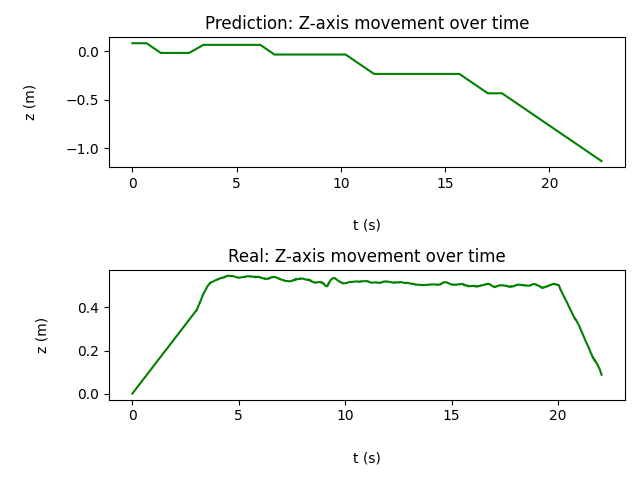 Prediction: Z-axis movement over time
z (m)
0.0
−0.5
−1.0
0 5 10 15 20
t (s)
Real: Z-axis movement over time
z (m)
0.4
0.2
0.0
0 5 10 15 20
t (s)